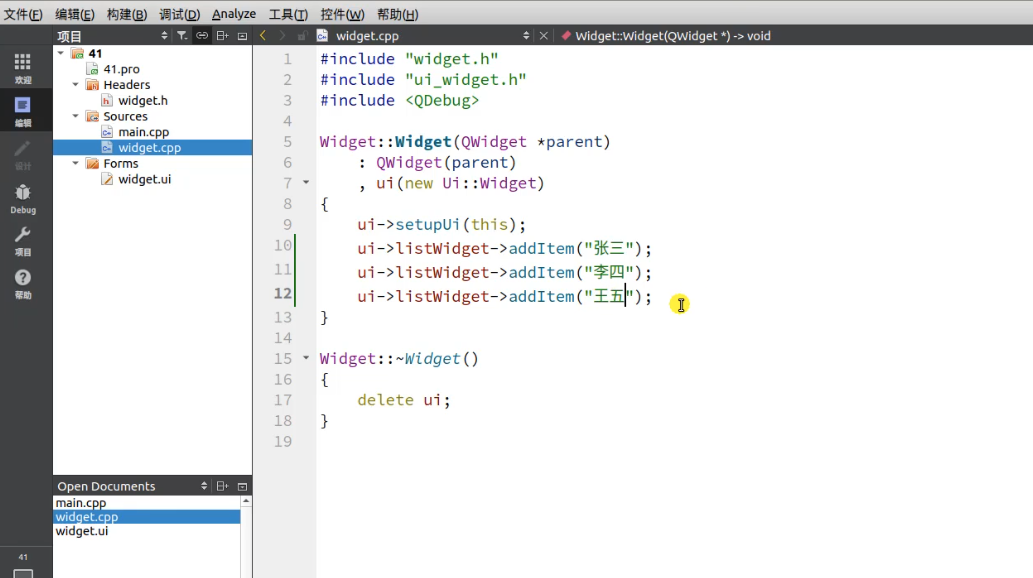 文件(F) 编辑(E) 构建(B) 调试(D) Analyze 工具(T) 控件(W) 帮助(H)
项目
widget.cpp
Widget::Widget(QWidget *) -> void
欢迎
编辑
设计
Debug
项目
帮助
41
41
41.pro
Headers
widget.h
Sources
main.cpp
widget.cpp
Forms
widget.ui
Open Documents
main.cpp
widget.cpp
widget.ui
1 #include "widget.h"
2 #include "ui_widget.h"
3 #include <QDebug>
4
5 Widget::Widget(QWidget *parent)
6 : QWidget(parent)
7 , ui(new Ui::Widget)
8 {
9 ui->setupUi(this);
10 ui->listWidget->addItem("张三");
11 ui->listWidget->addItem("李四");
12 ui->listWidget->addItem("王五");
13 }
14
15 Widget::~Widget()
16 {
17 delete ui;
18 }
19